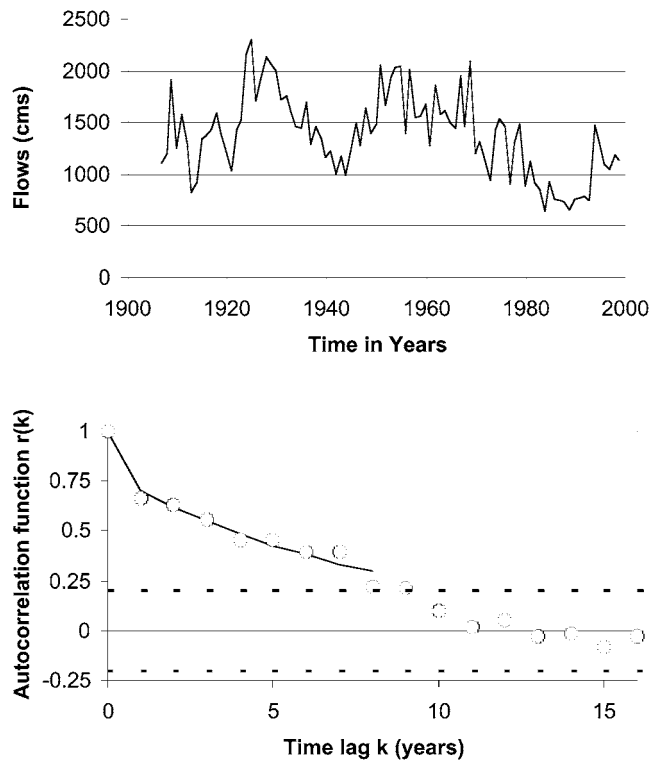 2500
2000
1500
1000
500
0
1900 1920 1940 1960 1980 2000
Flows (cms)
Time in Years
1
0.75
0.5
0.25
0
-0.25
0 5 10 15
Autocorrelation function r(k)
Time lag k (years)